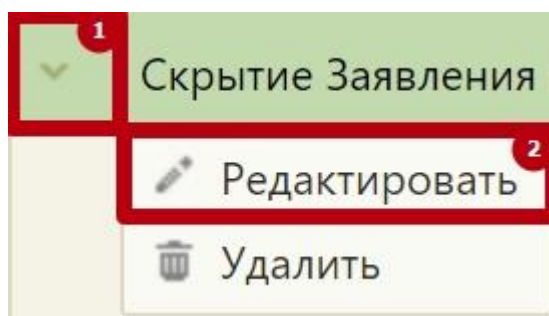 1
Скрытие Заявления
2
Редактировать
Удалить